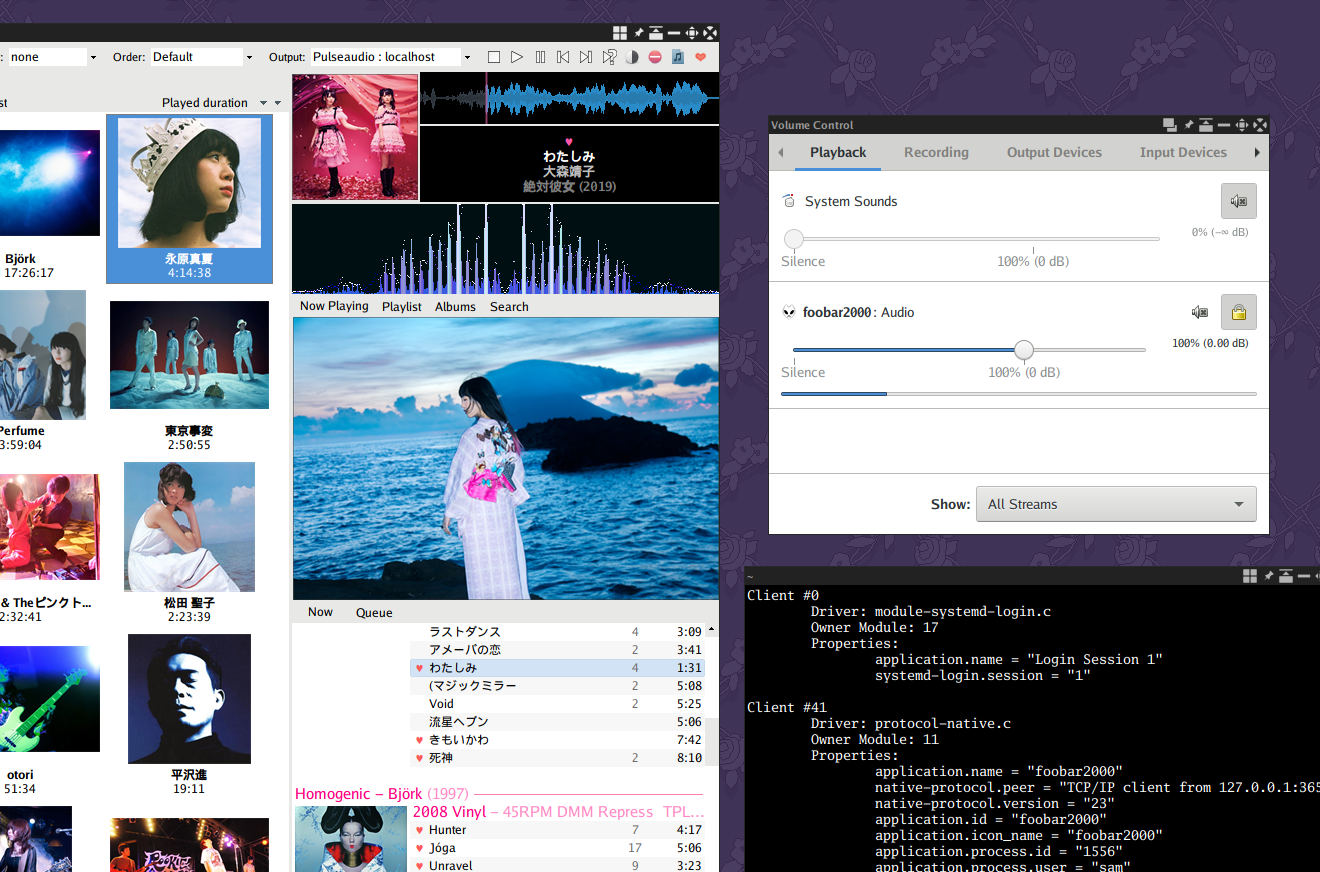 : none Order: Default Output: Pulseaudio : localhost
st Played duration
Björk
17:26:17
永原真夏
4:14:38
Perfume
3:59:04
東京事変
2:50:55
& Theピンクト...
2:32:41
松田 聖子
2:23:39
otori
51:34
平沢進
19:11
♥
わたしみ
大森靖子
絶対彼女 (2019)
Now Playing Playlist Albums Search
Now Queue
ラストダンス 4 3:09
アメーバの恋 2 3:41
♥ わたしみ 4 1:31
(マジックミラー 2 5:08
Void 2 5:25
流星ヘブン 5:06
♥ きもいかわ 7:42
♥ 死神 2 8:10
Homogenic – Björk (1997)
2008 Vinyl – 45RPM DMM Repress TPL...
♥ Hunter 7 4:17
♥ Jóga 17 5:06
♥ Unravel 9 3:23
Volume Control
Playback Recording Output Devices Input Devices
System Sounds
0% (−∞ dB)
Silence 100% (0 dB)
foobar2000 : Audio
100% (0.00 dB)
Silence 100% (0 dB)
Show: All Streams
~
Client #0
Driver: module-systemd-login.c
Owner Module: 17
Properties:
application.name = "Login Session 1"
systemd-login.session = "1"
Client #41
Driver: protocol-native.c
Owner Module: 11
Properties:
application.name = "foobar2000"
native-protocol.peer = "TCP/IP client from 127.0.0.1:365
native-protocol.version = "23"
application.id = "foobar2000"
application.icon_name = "foobar2000"
application.process.id = "1556"
application.process.user = "sam"